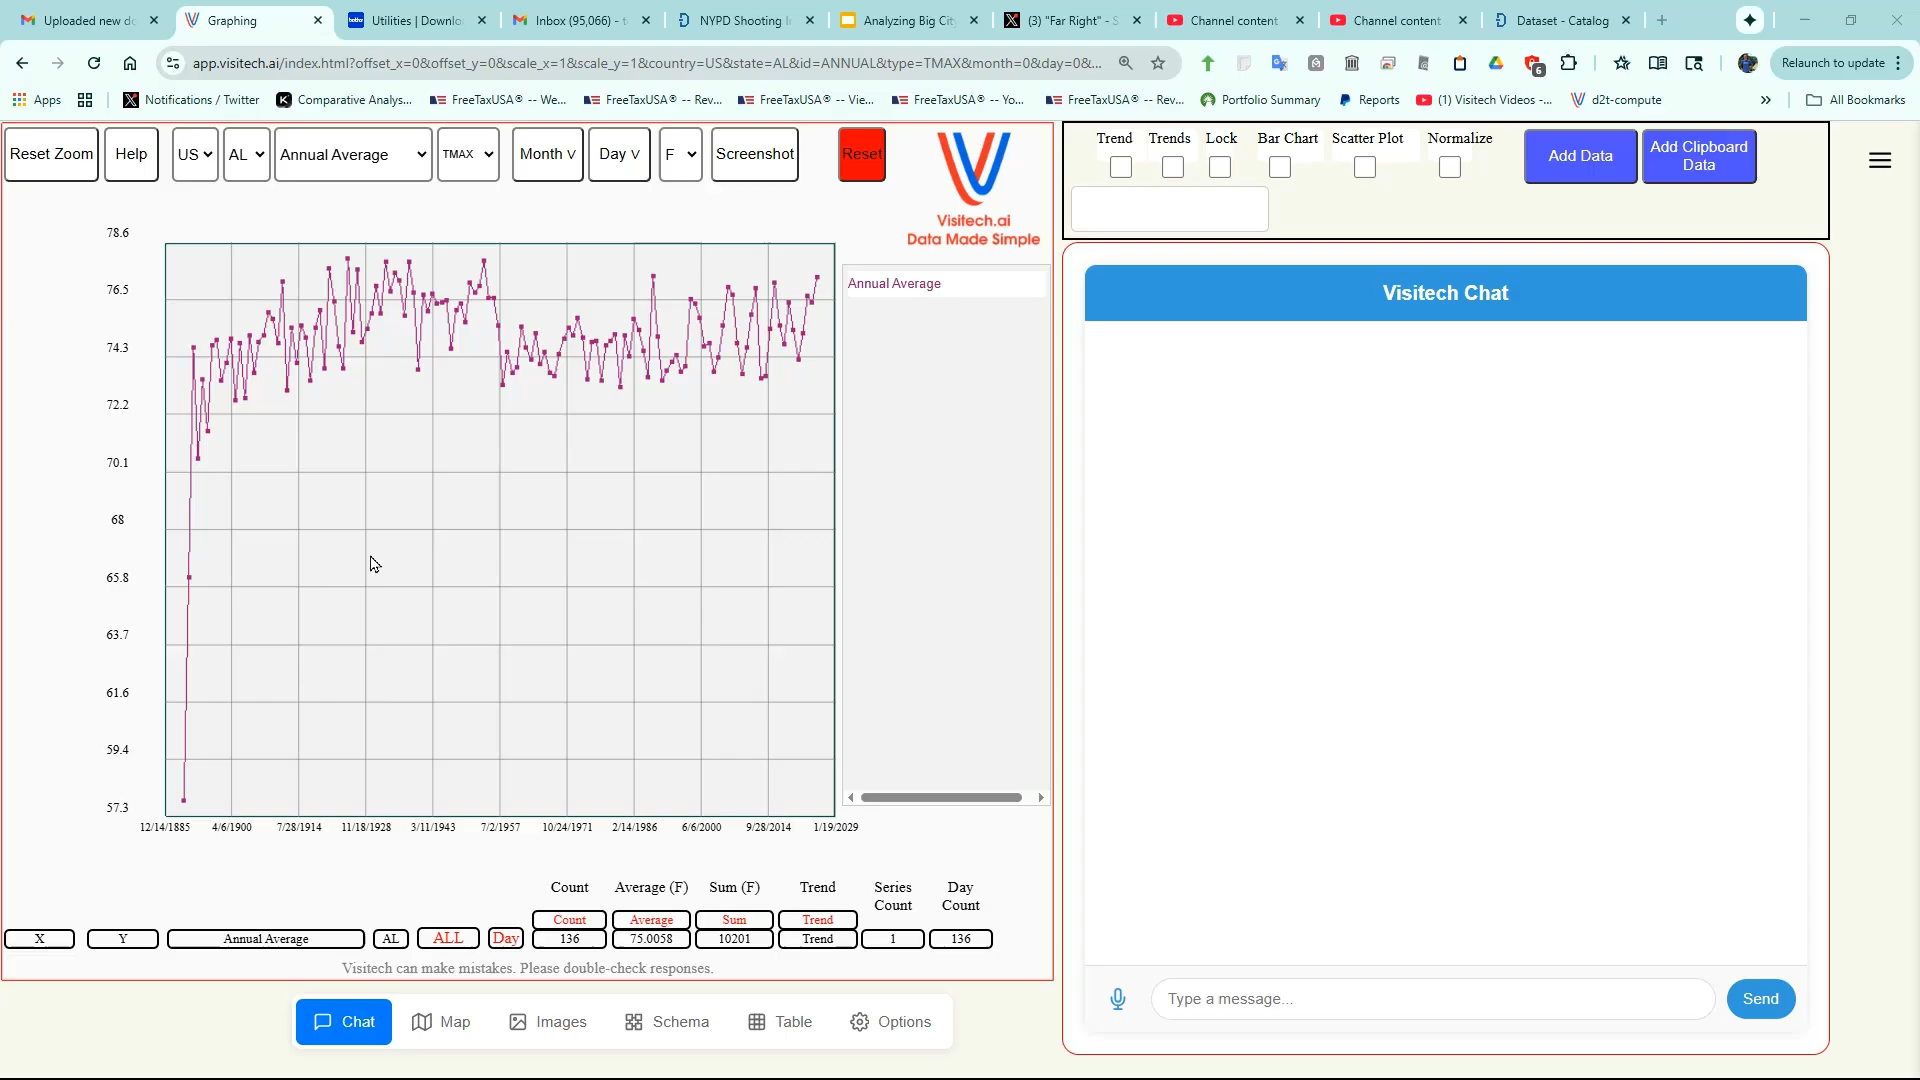 Uploaded new do
Graphing
Utilities | Downlo
Inbox (95,066) - t
NYPD Shooting I
Analyzing Big Cit
(3) "Far Right" - S
Channel content
Channel content
Dataset - Catalog
app.visitech.ai/index.html?offset_x=0&offset_y=0&scale_x=1&scale_y=1&country=US&state=AL&id=ANNUAL&type=TMAX&month=0&day=0&...
6
Relaunch to update
Apps
Notifications / Twitter
Comparative Analys...
FreeTaxUSA® -- We...
FreeTaxUSA® -- Rev...
FreeTaxUSA® -- Vie...
FreeTaxUSA® -- Yo...
FreeTaxUSA® -- Rev...
Portfolio Summary
Reports
(1) Visitech Videos -...
d2t-compute
All Bookmarks
Reset Zoom
Help
US
AL
Annual Average
TMAX
Month V
Day V
F
Screenshot
Reset
Visitech.ai
Data Made Simple
Trend
Trends
Lock
Bar Chart
Scatter Plot
Normalize
Add Data
Add Clipboard
Data
78.6
76.5
74.3
72.2
70.1
68
65.8
63.7
61.6
59.4
57.3
12/14/1885
4/6/1900
7/28/1914
11/18/1928
3/11/1943
7/2/1957
10/24/1971
2/14/1986
6/6/2000
9/28/2014
1/19/2029
Annual Average
Visitech Chat
Count
Average (F)
Sum (F)
Trend
Series
Count
Day
Count
Count
Average
Sum
Trend
X
Y
Annual Average
AL
ALL
Day
136
75.0058
10201
Trend
1
136
Visitech can make mistakes. Please double-check responses.
Chat
Map
Images
Schema
Table
Options
Type a message...
Send